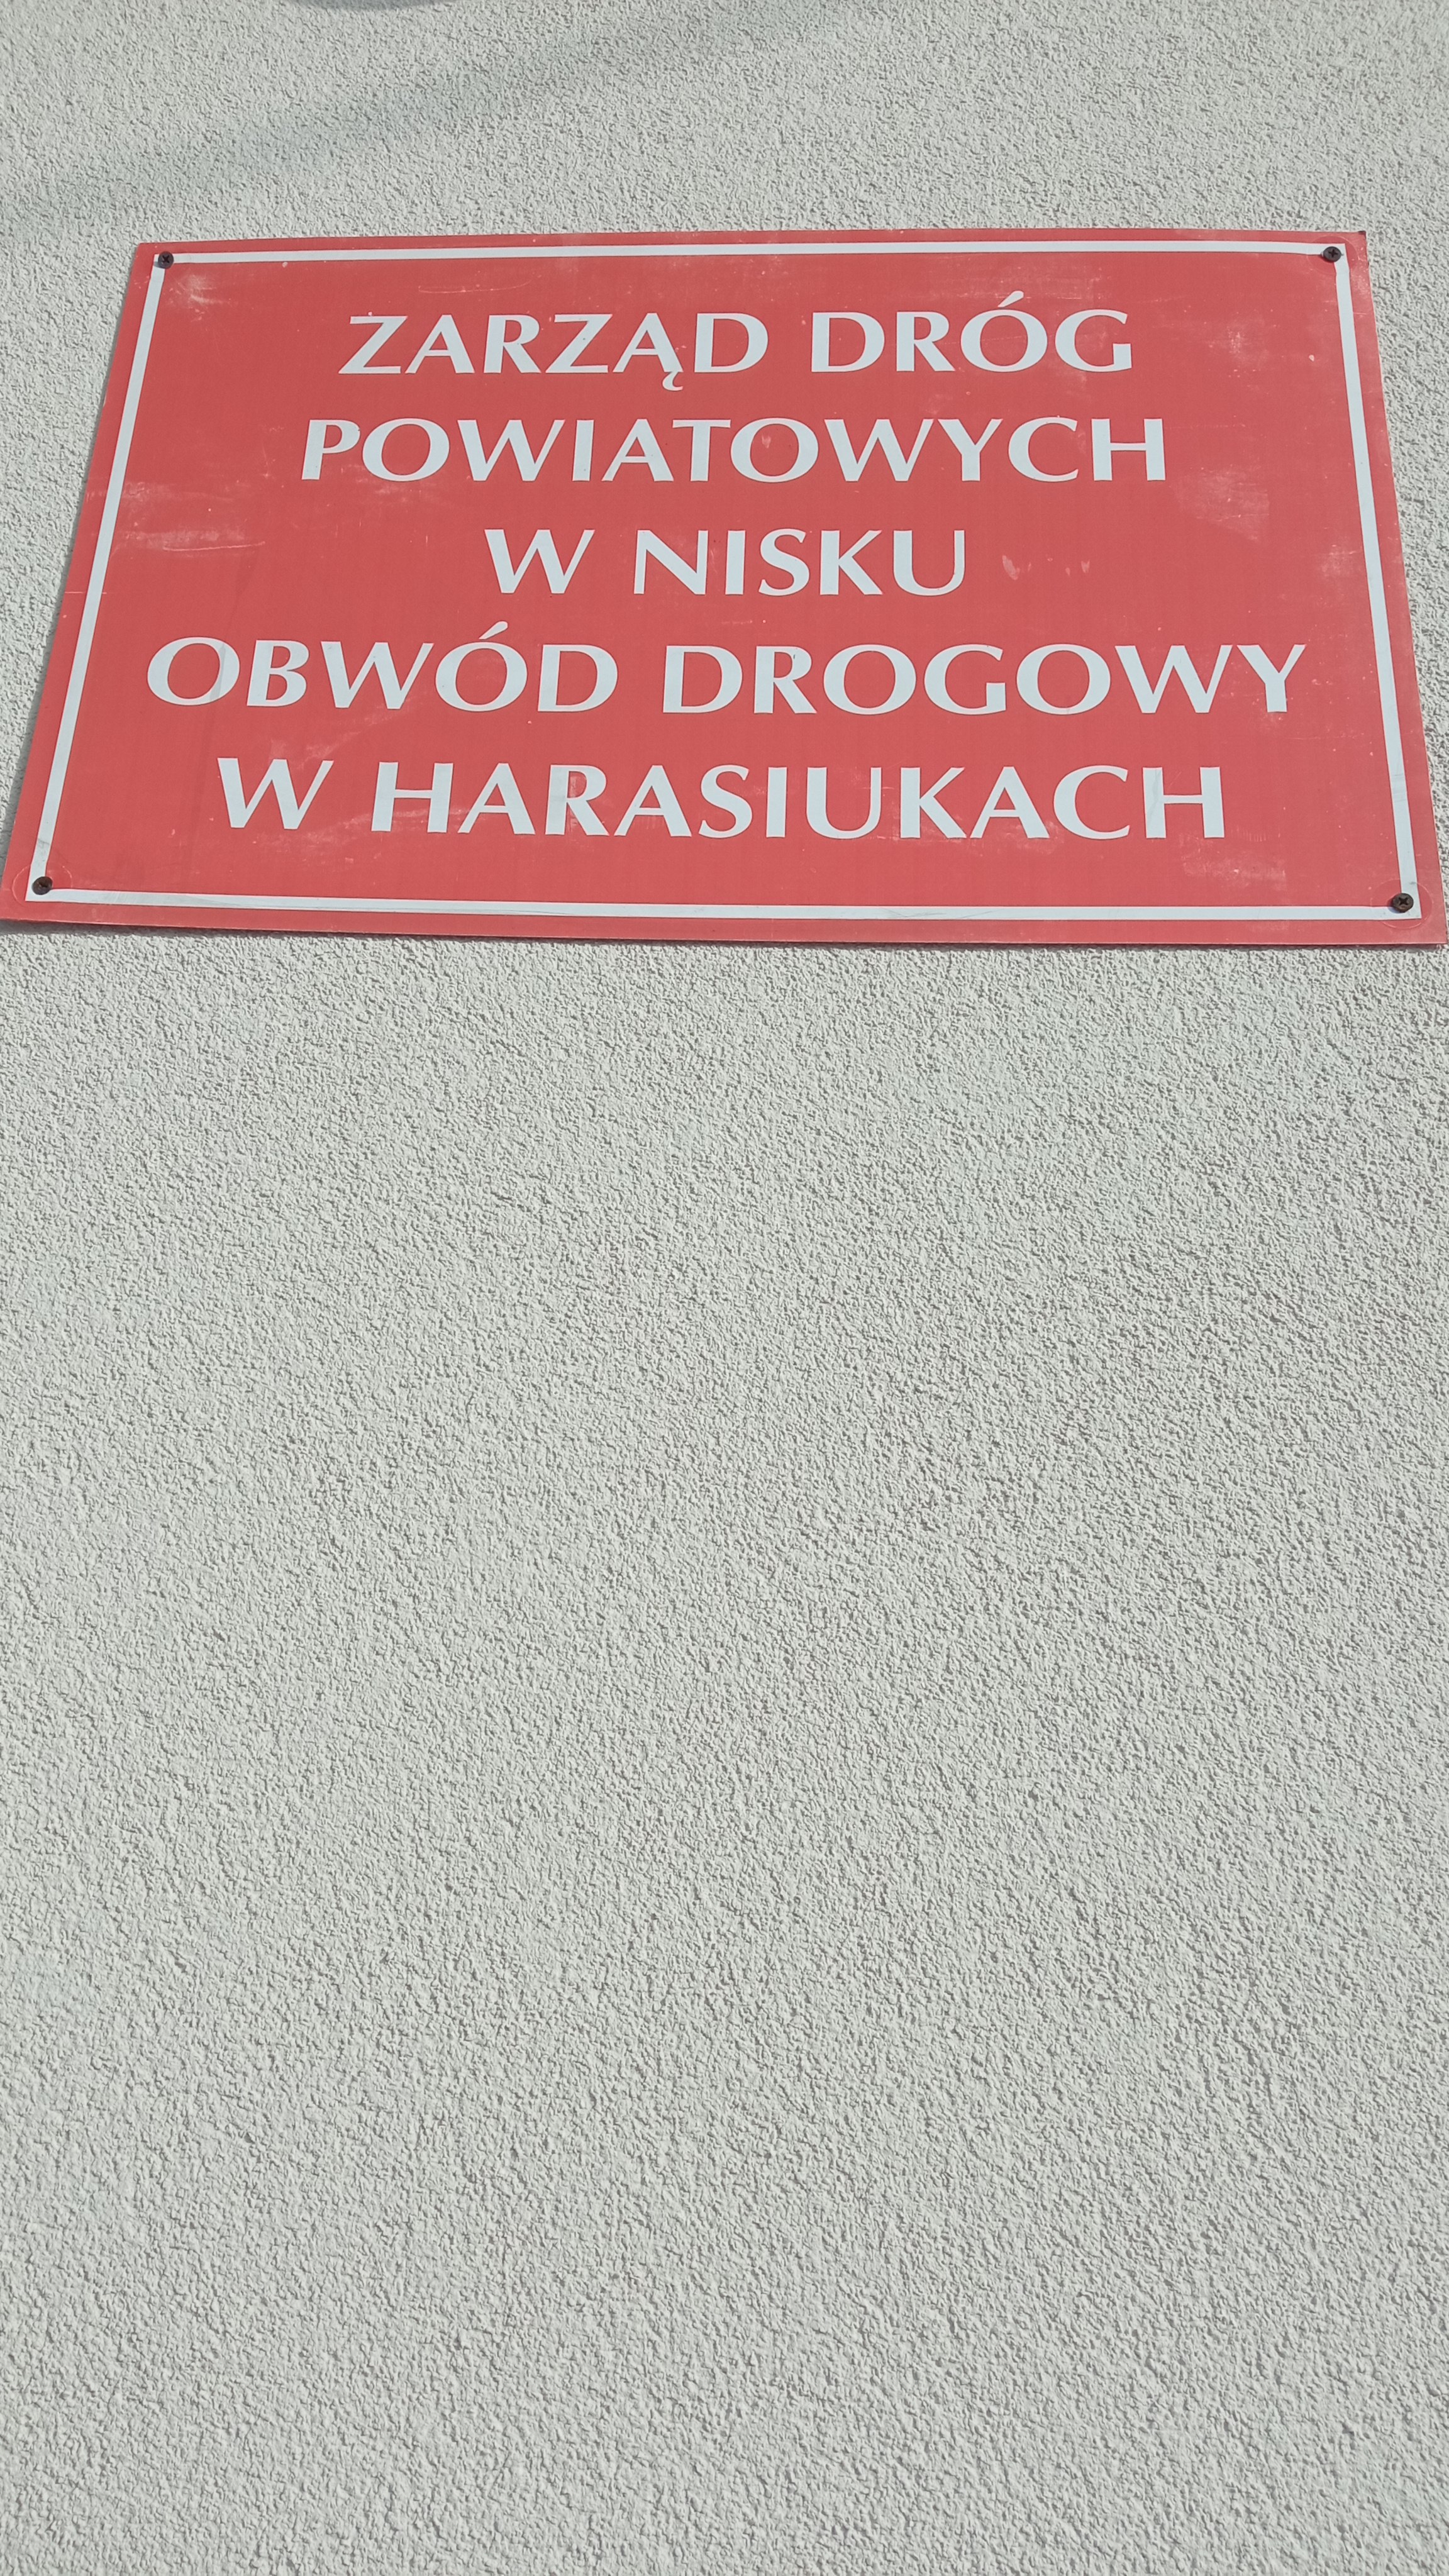 ZARZĄD DRÓG
POWIATOWYCH
W NISKU
OBWÓD DROGOWY
W HARASIUKACH